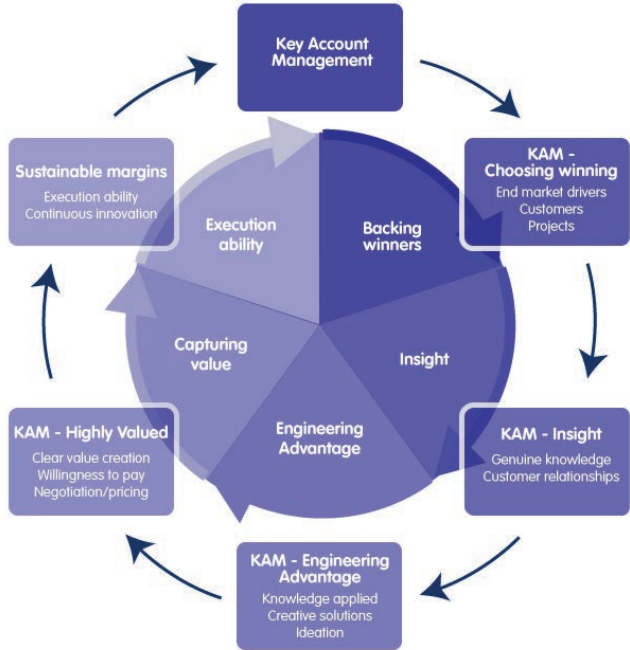 Key Account
Management
KAM -
Choosing winning
End market drivers
Customers
Projects
KAM - Insight
Genuine knowledge
Customer relationships
KAM - Engineering
Advantage
Knowledge applied
Creative solutions
Ideation
KAM - Highly Valued
Clear value creation
Willingness to pay
Negotiation/pricing
Sustainable margins
Execution ability
Continuous innovation
Backing
winners
Insight
Engineering
Advantage
Capturing
value
Execution
ability